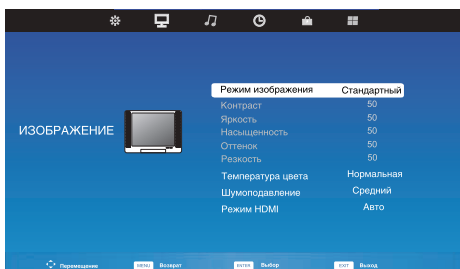 Режим изображения Стандартный
Контраст 50
Яркость 50
Насыщенность 50
Оттенок 50
Резкость 50
ИЗОБРАЖЕНИЕ
Температура цвета Нормальная
Шумоподавление Средний
Режим HDMI Авто
Перемещение MENU Возврат ENTER Выбор EXIT Выход